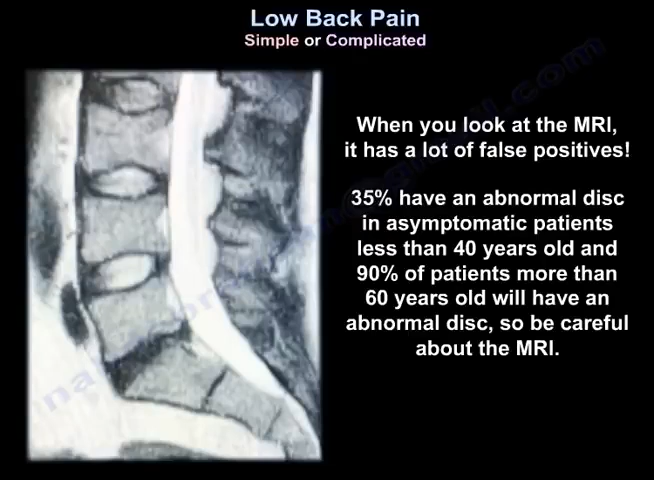 Low Back Pain
Simple or Complicated
When you look at the MRI,
it has a lot of false positives!
35% have an abnormal disc
in asymptomatic patients
less than 40 years old and
90% of patients more than
60 years old will have an
abnormal disc, so be careful
about the MRI.